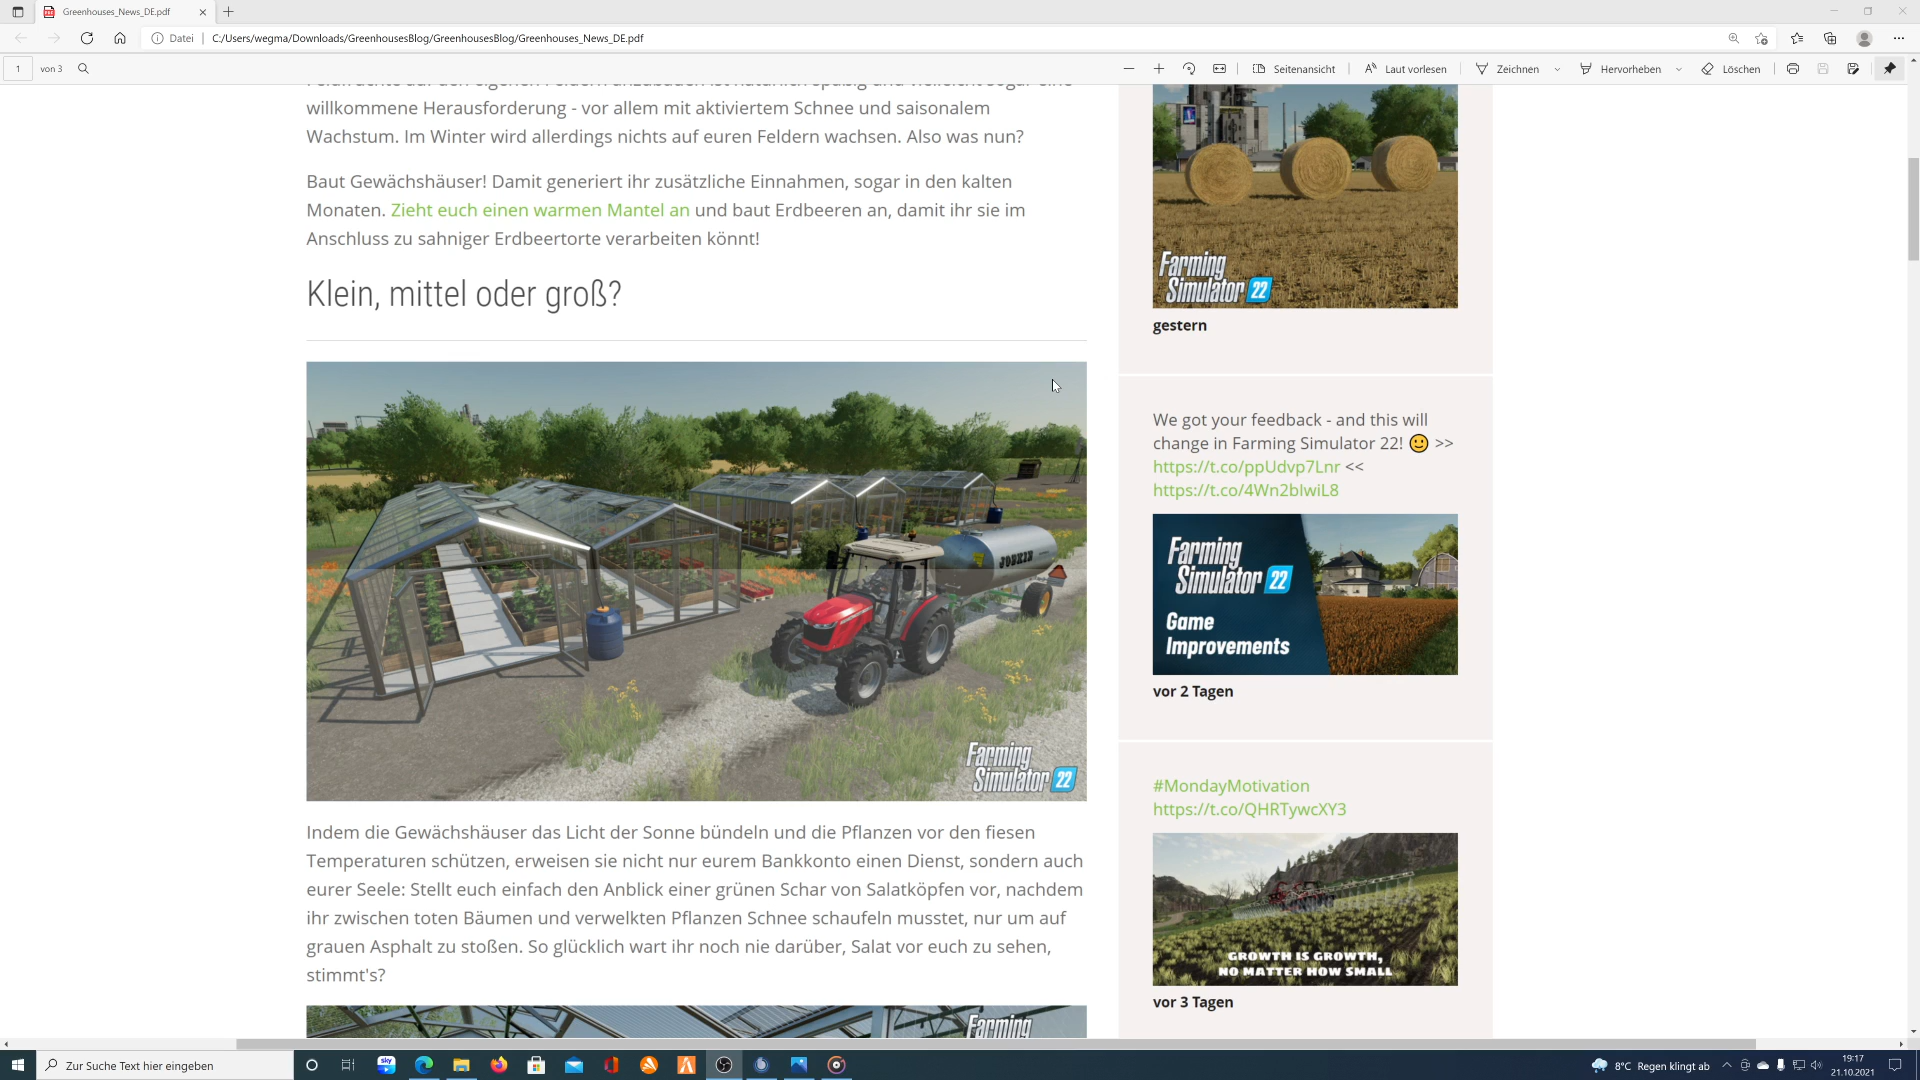 Greenhouses_News_DE.pdf
Datei
C:/Users/wegma/Downloads/GreenhousesBlog/GreenhousesBlog/Greenhouses_News_DE.pdf
1
von 3
Seitenansicht
Laut vorlesen
Zeichnen
Hervorheben
Löschen
willkommene Herausforderung - vor allem mit aktiviertem Schnee und saisonalem
Wachstum. Im Winter wird allerdings nichts auf euren Feldern wachsen. Also was nun?
Baut Gewächshäuser! Damit generiert ihr zusätzliche Einnahmen, sogar in den kalten
Monaten. Zieht euch einen warmen Mantel an und baut Erdbeeren an, damit ihr sie im
Anschluss zu sahniger Erdbeertorte verarbeiten könnt!
Klein, mittel oder groß?
JOSKIN
Farming
Simulator 22
Indem die Gewächshäuser das Licht der Sonne bündeln und die Pflanzen vor den fiesen
Temperaturen schützen, erweisen sie nicht nur eurem Bankkonto einen Dienst, sondern auch
eurer Seele: Stellt euch einfach den Anblick einer grünen Schar von Salatköpfen vor, nachdem
ihr zwischen toten Bäumen und verwelkten Pflanzen Schnee schaufeln musstet, nur um auf
grauen Asphalt zu stoßen. So glücklich wart ihr noch nie darüber, Salat vor euch zu sehen,
stimmt's?
Farming
Farming
Simulator 22
gestern
We got your feedback - and this will
change in Farming Simulator 22! 🙂 >>
https://t.co/ppUdvp7Lnr <<
https://t.co/4Wn2bIwiL8
Farming
Simulator 22
Game
Improvements
vor 2 Tagen
#MondayMotivation
https://t.co/QHRTywcXY3
GROWTH IS GROWTH,
NO MATTER HOW SMALL
vor 3 Tagen
Zur Suche Text hier eingeben
sky
8°C Regen klingt ab
19:17
21.10.2021